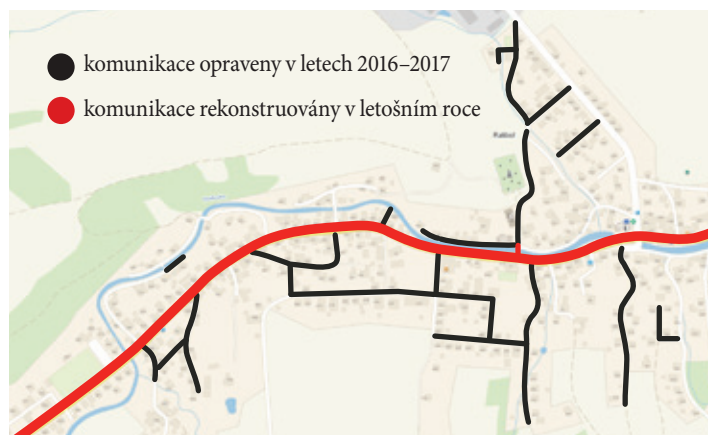 komunikace opraveny v letech 2016–2017
komunikace rekonstruovány v letošním roce